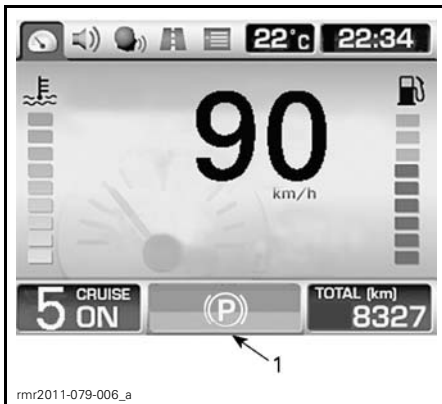 22°C 22:34
90
km/h
5 CRUISE ON
(P)
TOTAL (km)
8327
1
rmr2011-079-006_a